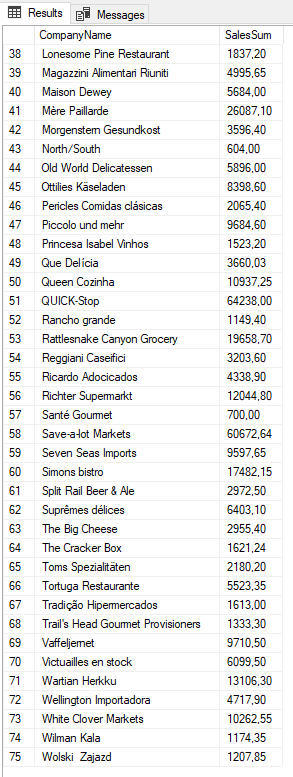 Results Messages
CompanyName SalesSum
38 Lonesome Pine Restaurant 1837,20
39 Magazzini Alimentari Riuniti 4995,65
40 Maison Dewey 5684,00
41 Mère Paillarde 26087,10
42 Morgenstern Gesundkost 3596,40
43 North/South 604,00
44 Old World Delicatessen 5896,00
45 Ottilies Käseladen 8398,60
46 Pericles Comidas clásicas 2065,40
47 Piccolo und mehr 9684,60
48 Princesa Isabel Vinhos 1523,20
49 Que Delícia 3660,03
50 Queen Cozinha 10937,25
51 QUICK-Stop 64238,00
52 Rancho grande 1149,40
53 Rattlesnake Canyon Grocery 19658,70
54 Reggiani Caseifici 3203,60
55 Ricardo Adocicados 4338,90
56 Richter Supermarkt 12044,80
57 Santé Gourmet 700,00
58 Save-a-lot Markets 60672,64
59 Seven Seas Imports 9597,65
60 Simons bistro 17482,15
61 Split Rail Beer & Ale 2972,50
62 Suprêmes délices 6403,10
63 The Big Cheese 2955,40
64 The Cracker Box 1621,24
65 Toms Spezialitäten 2180,20
66 Tortuga Restaurante 5523,35
67 Tradição Hipermercados 1613,00
68 Trail's Head Gourmet Provisioners 1333,30
69 Vaffeljernet 9710,50
70 Victuailles en stock 6099,50
71 Wartian Herkku 13106,30
72 Wellington Importadora 4717,90
73 White Clover Markets 10262,55
74 Wilman Kala 1174,35
75 Wolski Zajazd 1207,85